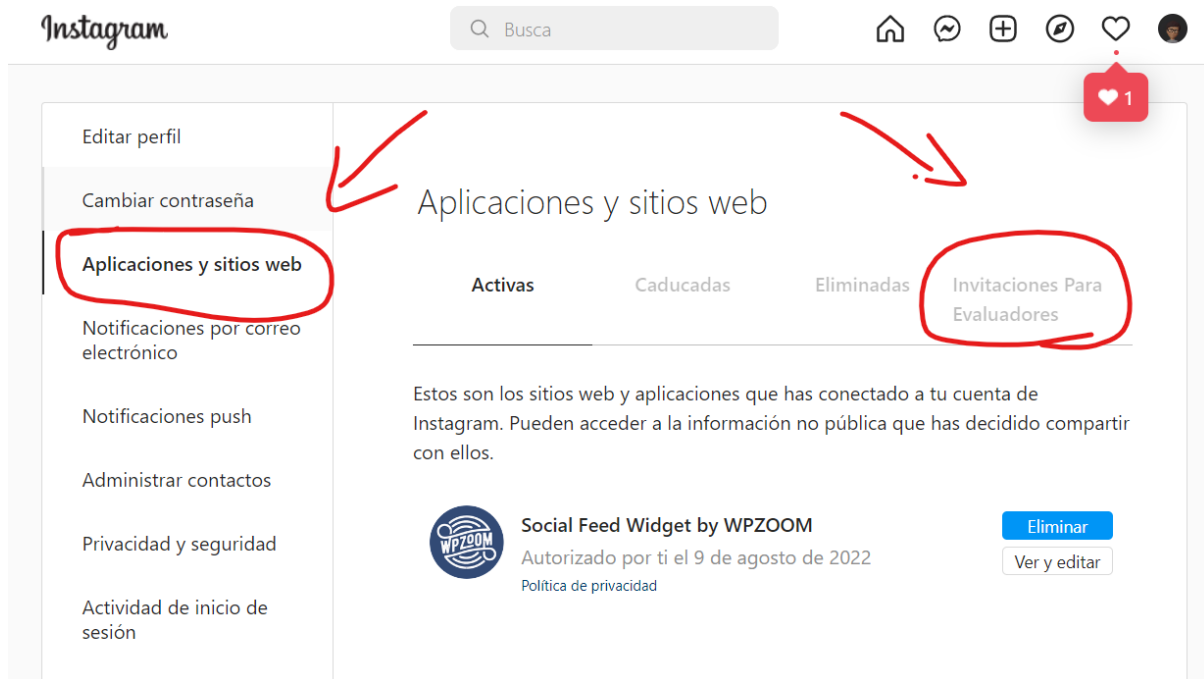 Instagram
Busca
1
Editar perfil
Cambiar contraseña
Aplicaciones y sitios web
Notificaciones por correo
electrónico
Notificaciones push
Administrar contactos
Privacidad y seguridad
Actividad de inicio de
sesión
Aplicaciones y sitios web
Activas
Caducadas
Eliminadas
Invitaciones Para
Evaluadores
Estos son los sitios web y aplicaciones que has conectado a tu cuenta de
Instagram. Pueden acceder a la información no pública que has decidido compartir
con ellos.
WPZOOM
Social Feed Widget by WPZOOM
Autorizado por ti el 9 de agosto de 2022
Política de privacidad
Eliminar
Ver y editar